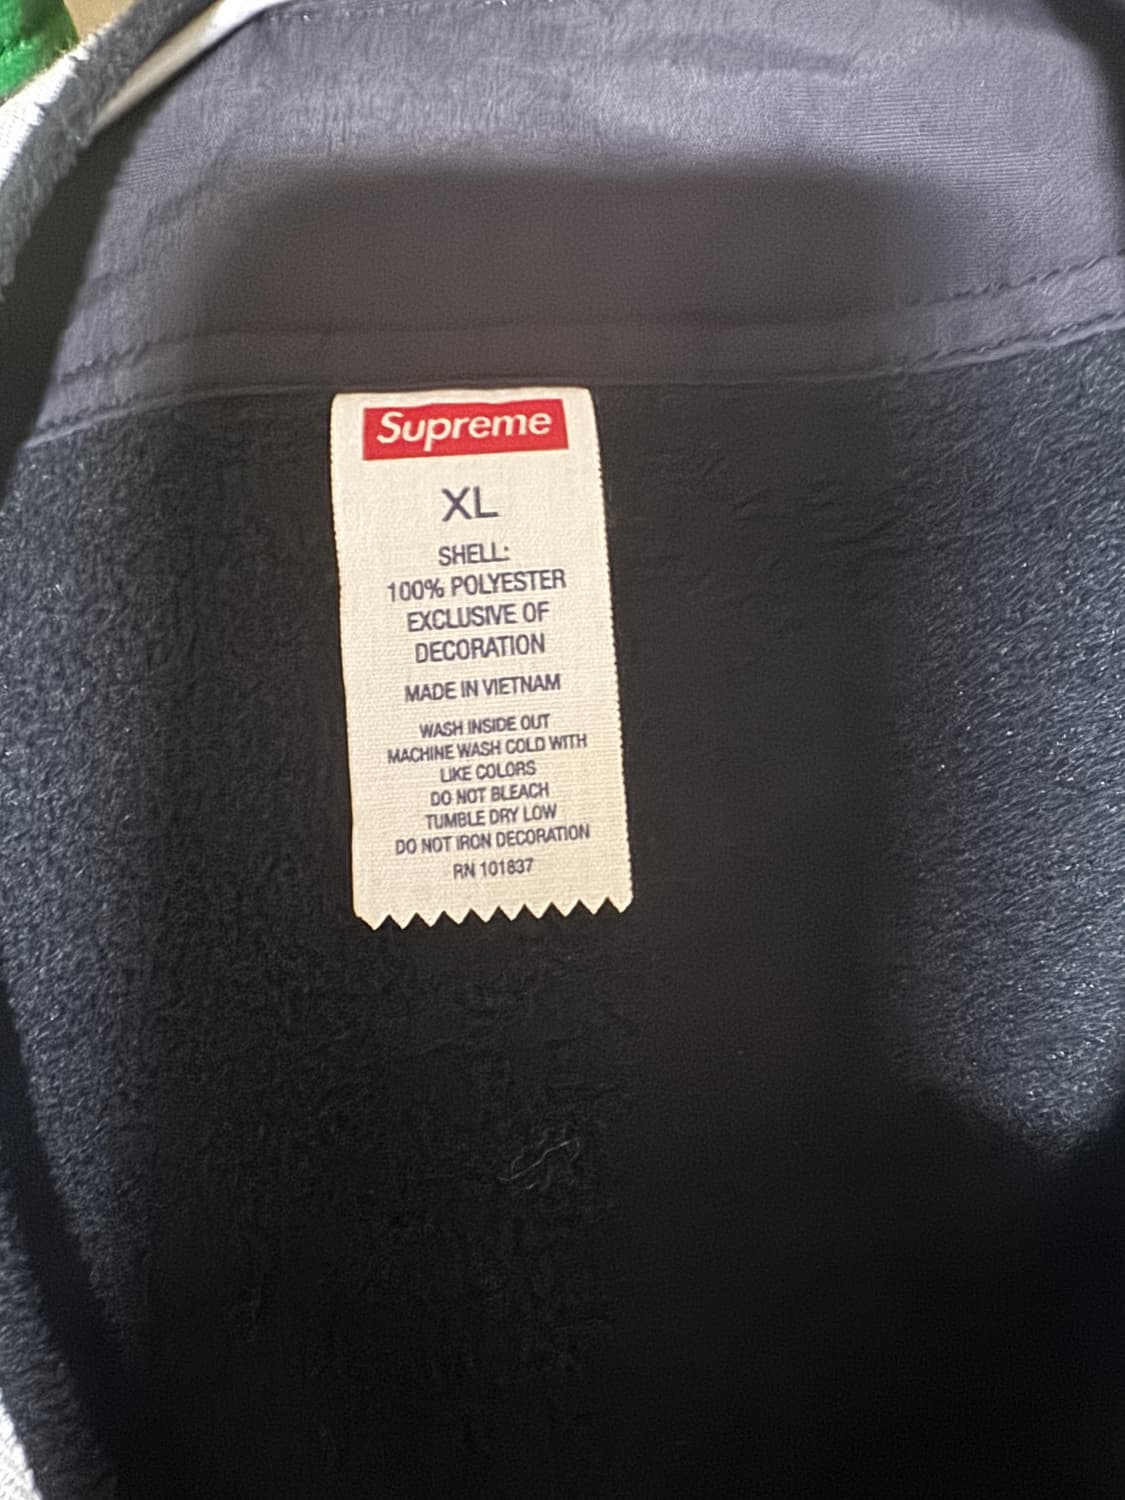 Supreme
XL
SHELL:
100% POLYESTER
EXCLUSIVE OF
DECORATION
MADE IN VIETNAM
WASH INSIDE OUT
MACHINE WASH COLD WITH
LIKE COLORS
DO NOT BLEACH
TUMBLE DRY LOW
DO NOT IRON DECORATION
RN 101837